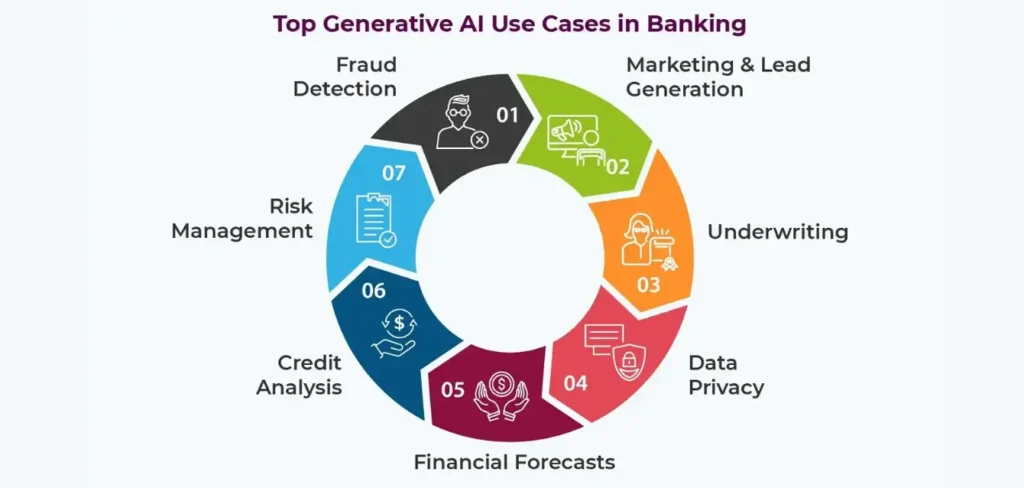 Top Generative AI Use Cases in Banking
Fraud
Detection
01
Marketing & Lead
Generation
02
Underwriting
03
Data
Privacy
04
Financial Forecasts
05
Credit
Analysis
06
Risk
Management
07
$
$